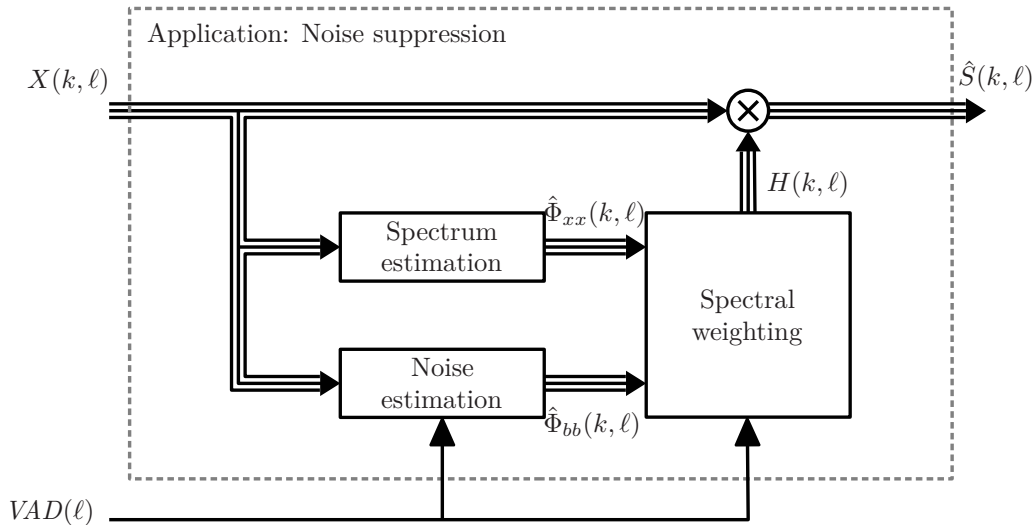 Application: Noise suppression
X(k, ℓ)
Ŝ(k, ℓ)
H(k, ℓ)
Φ̂xx(k, ℓ)
Spectrum
estimation
Spectral
weighting
Noise
estimation
Φ̂bb(k, ℓ)
VAD(ℓ)